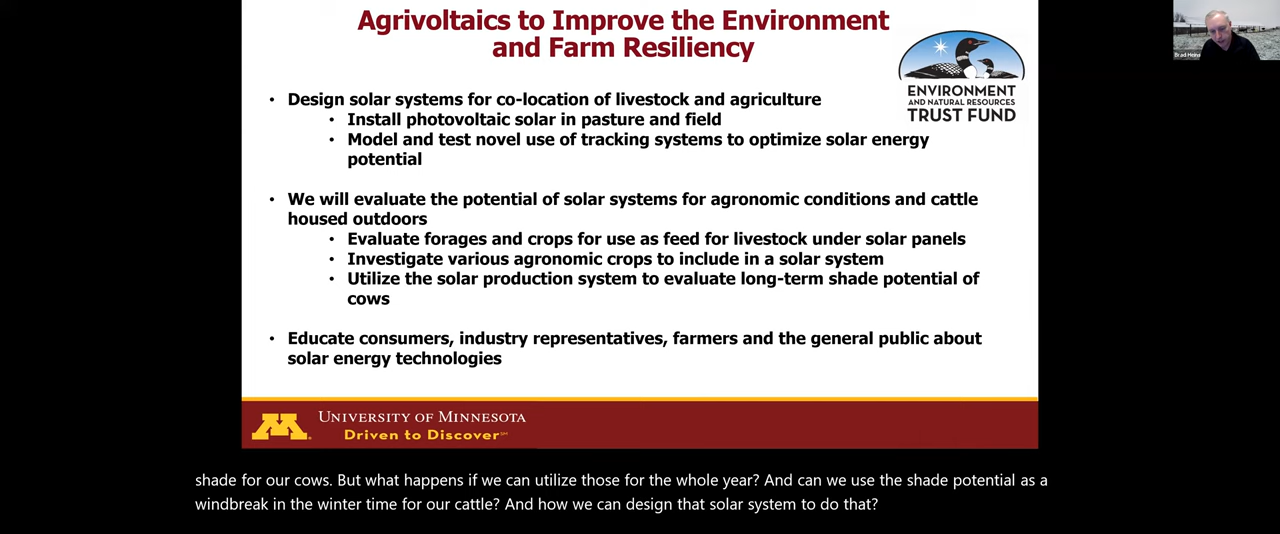 Agrivoltaics to Improve the Environment
and Farm Resiliency
ENVIRONMENT
AND NATURAL RESOURCES
TRUST FUND
• Design solar systems for co-location of livestock and agriculture
• Install photovoltaic solar in pasture and field
• Model and test novel use of tracking systems to optimize solar energy
potential
• We will evaluate the potential of solar systems for agronomic conditions and cattle
housed outdoors
• Evaluate forages and crops for use as feed for livestock under solar panels
• Investigate various agronomic crops to include in a solar system
• Utilize the solar production system to evaluate long-term shade potential of
cows
• Educate consumers, industry representatives, farmers and the general public about
solar energy technologies
M
UNIVERSITY OF MINNESOTA
Driven to Discover℠
Brad Heins
shade for our cows. But what happens if we can utilize those for the whole year? And can we use the shade potential as a
windbreak in the winter time for our cattle? And how we can design that solar system to do that?